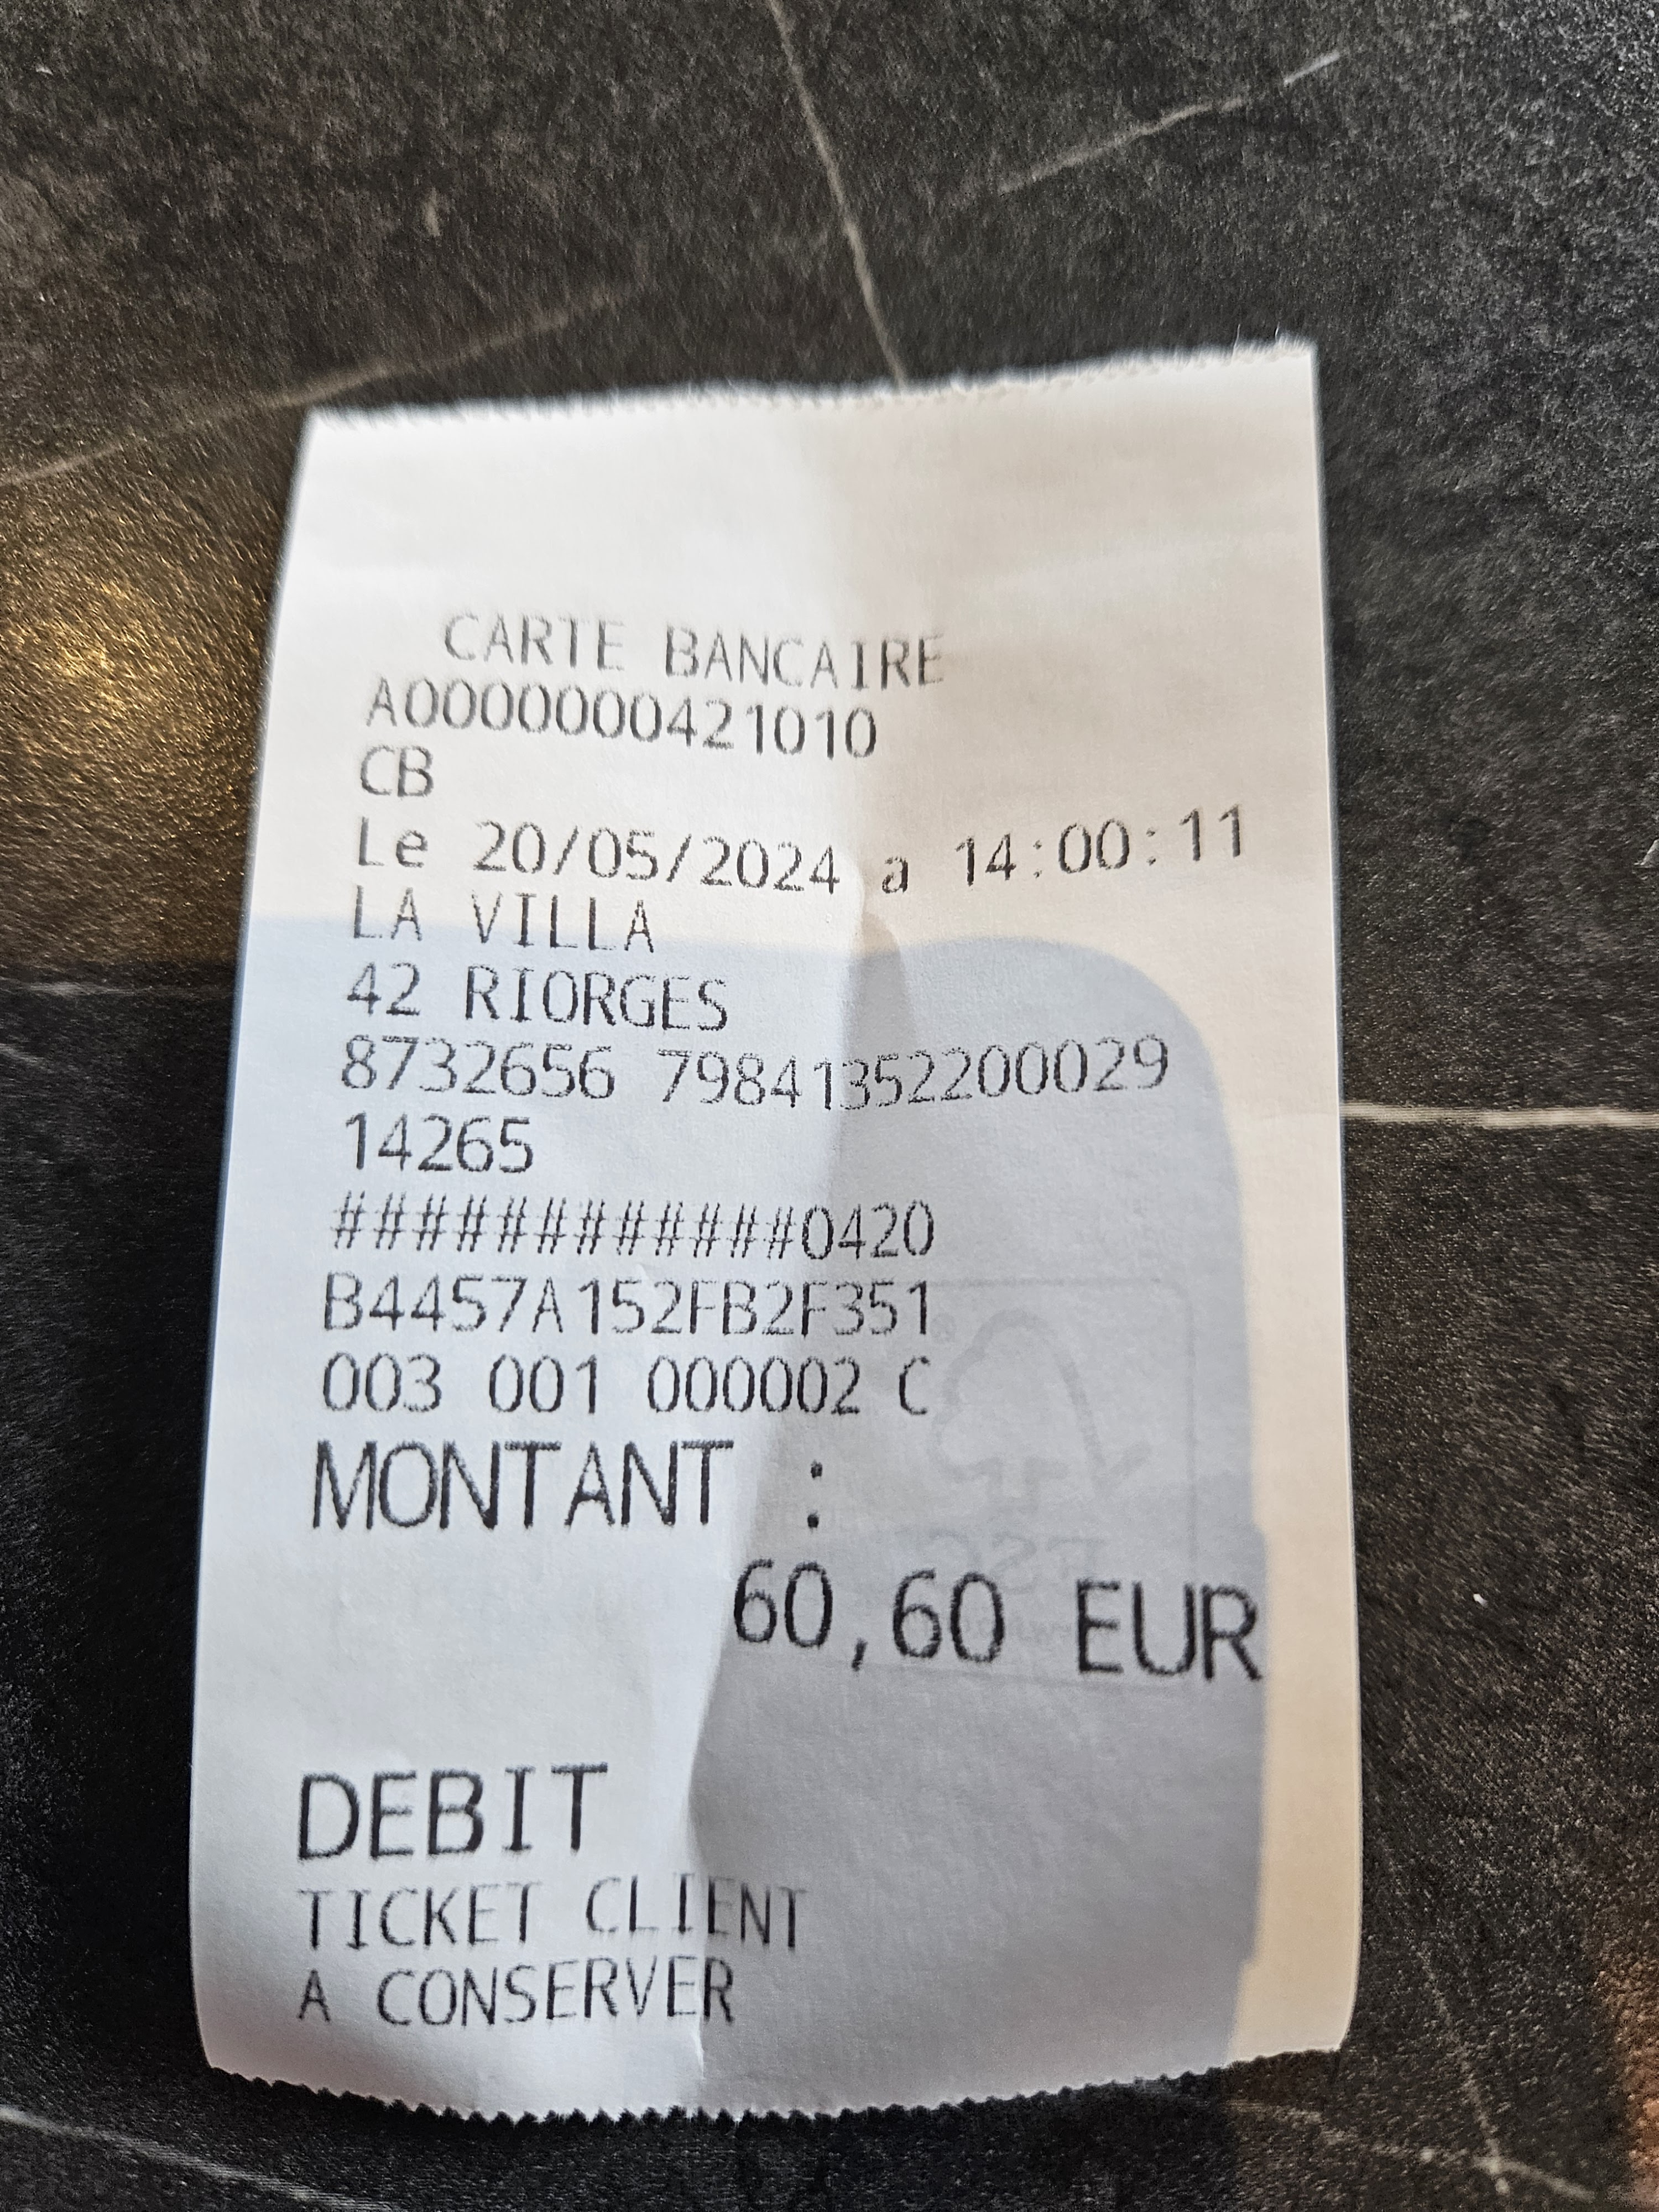 CARTE BANCAIRE
A0000000421010
CB
Le 20/05/2024 a 14:00:11
LA VILLA
42 RIORGES
8732656 79841352200029
14265
############0420
B4457A152FB2F351
003 001 000002 C
MONTANT :
60,60 EUR
DEBIT
TICKET CLIENT
A CONSERVER